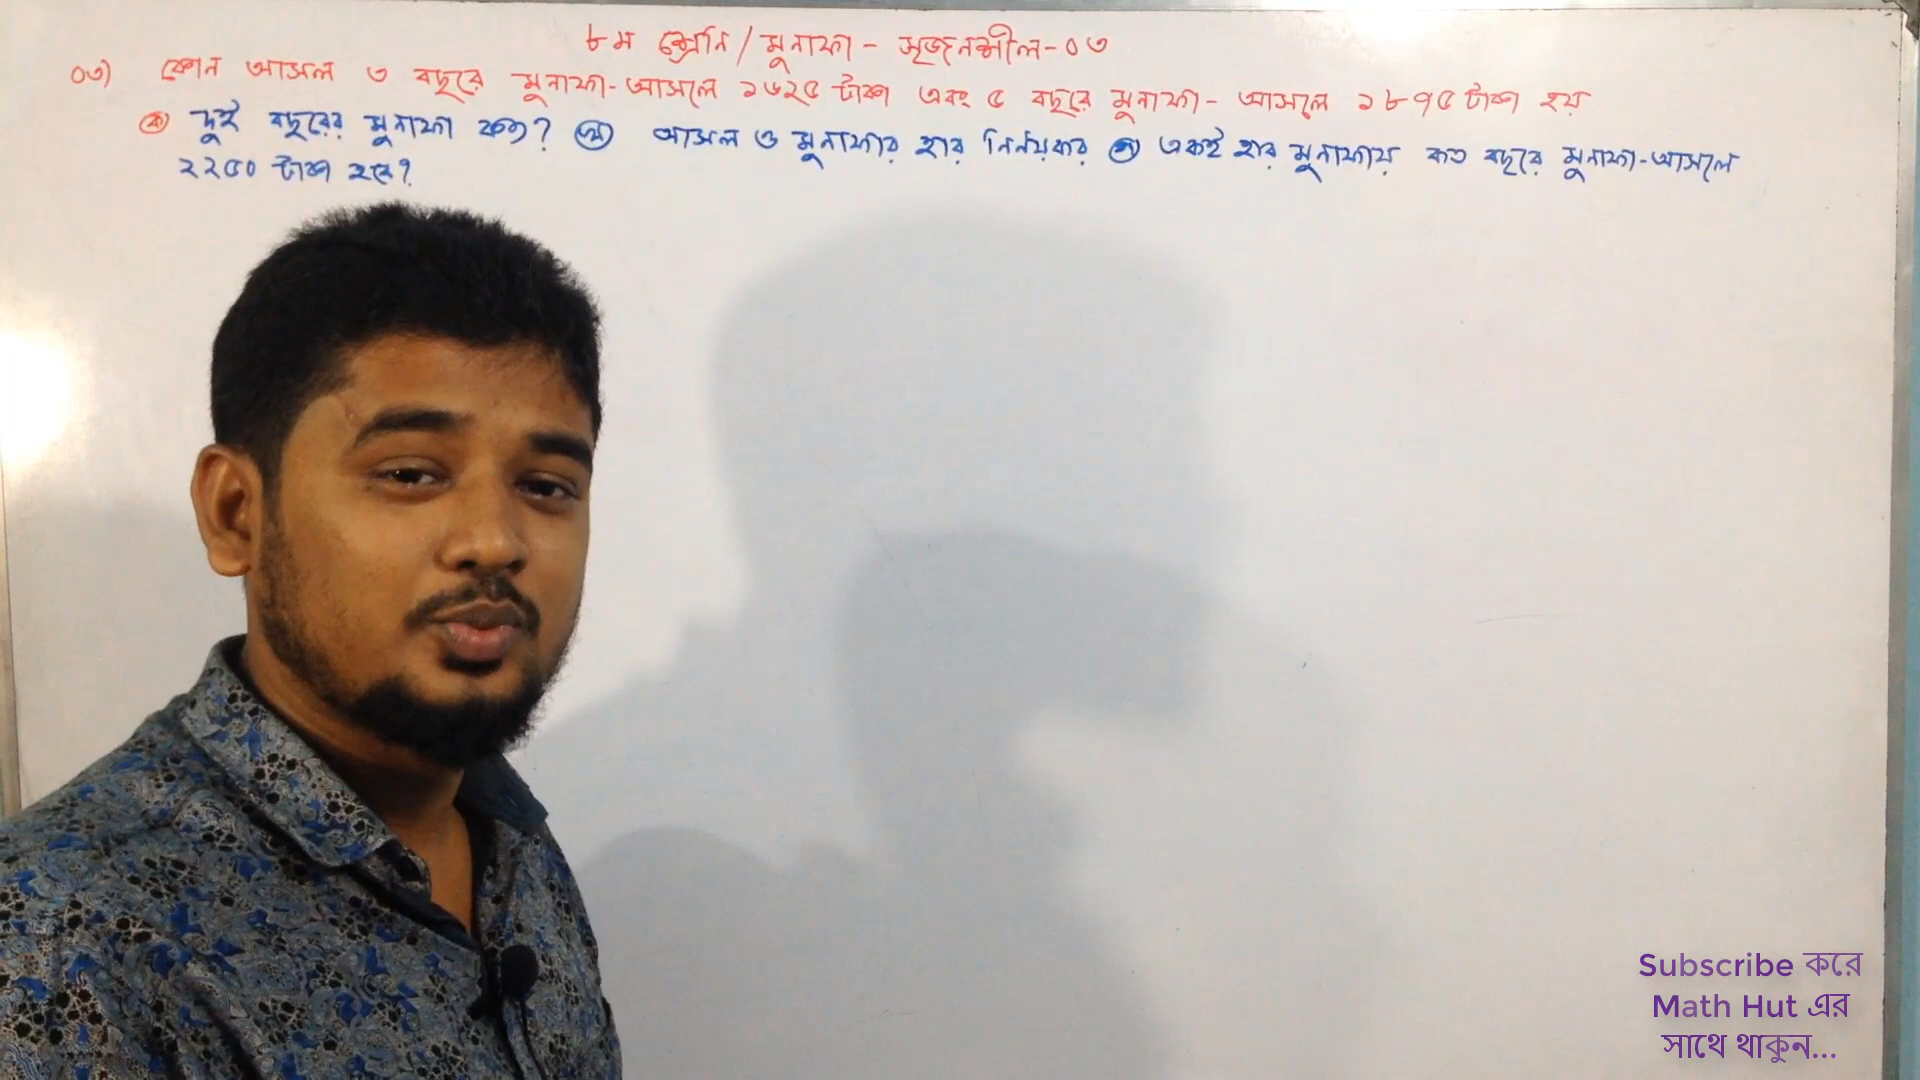 ৮ম শ্রেনি / মুনাফা - সৃজনশীল-০৩
০৩) কোন আসল ৩ বছরে মুনাফা-আসলে ১৬২৫ টাকা এবং ৫ বছরে মুনাফা - আসলে ১৮৭৫ টাকা হয়
ক) দুই বছরের মুনাফা কত? খ) আসল ও মুনাফার হার নির্নয়কর গ) একই হার মুনাফায় কত বছরে মুনাফা-আসলে
২২৫০ টাকা হবে?
Subscribe করে
Math Hut এর
সাথে থাকুন...